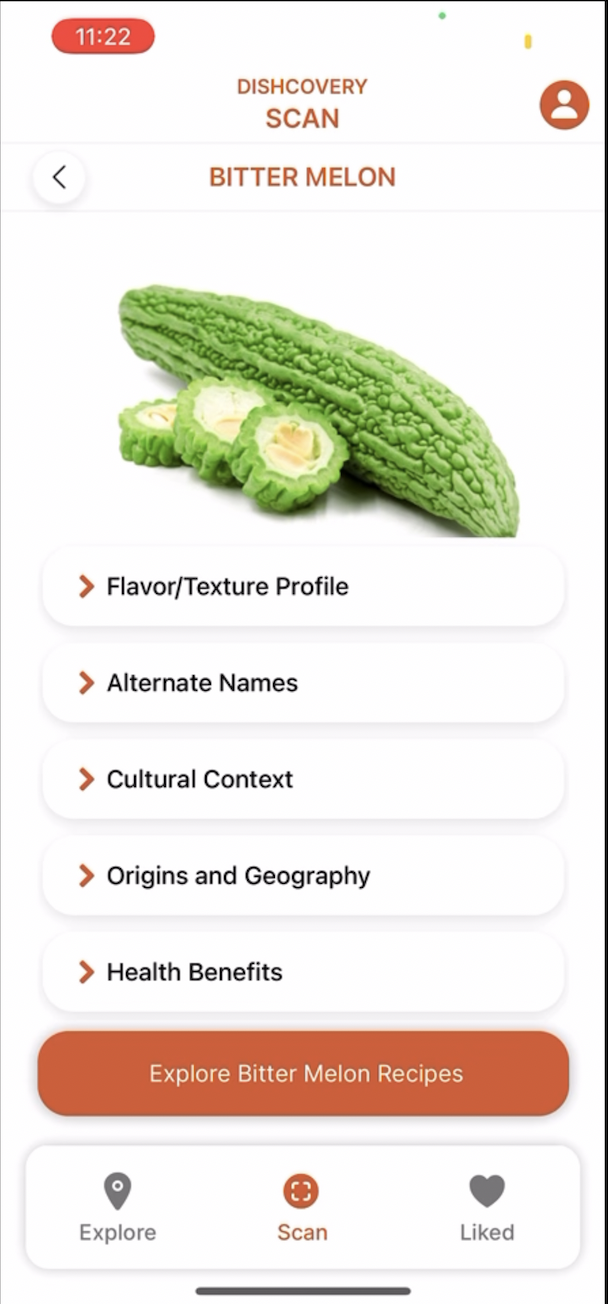 11:22
DISHCOVERY
SCAN
BITTER MELON
Flavor/Texture Profile
Alternate Names
Cultural Context
Origins and Geography
Health Benefits
Explore Bitter Melon Recipes
Explore
Scan
Liked